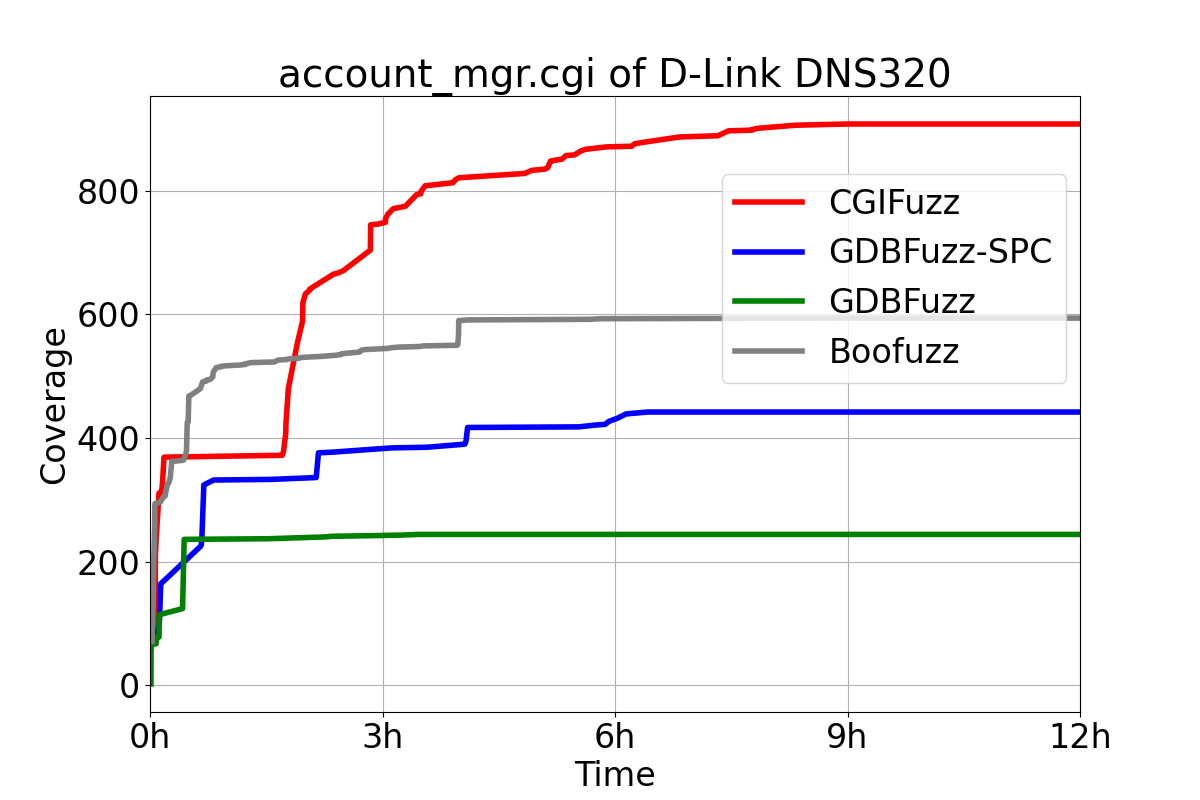 account_mgr.cgi of D-Link DNS320
Coverage
800
600
400
200
0
CGIFuzz
GDBFuzz-SPC
GDBFuzz
Boofuzz
0h 3h 6h 9h 12h
Time